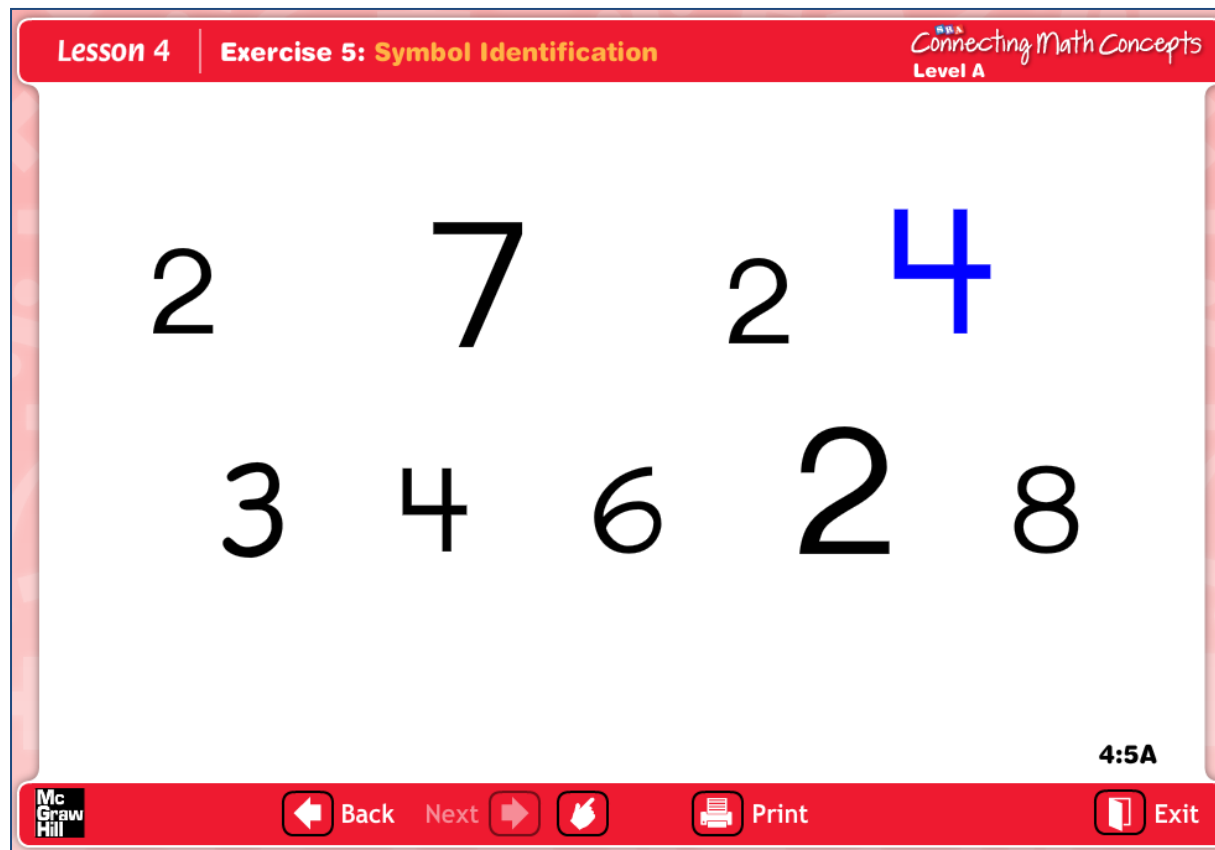 Lesson 4
Exercise 5: Symbol Identification
SRA
Connecting Math Concepts
Level A
2 7 2 4
3 4 6 2 8
4:5A
Mc
Graw
Hill
Back Next Print Exit